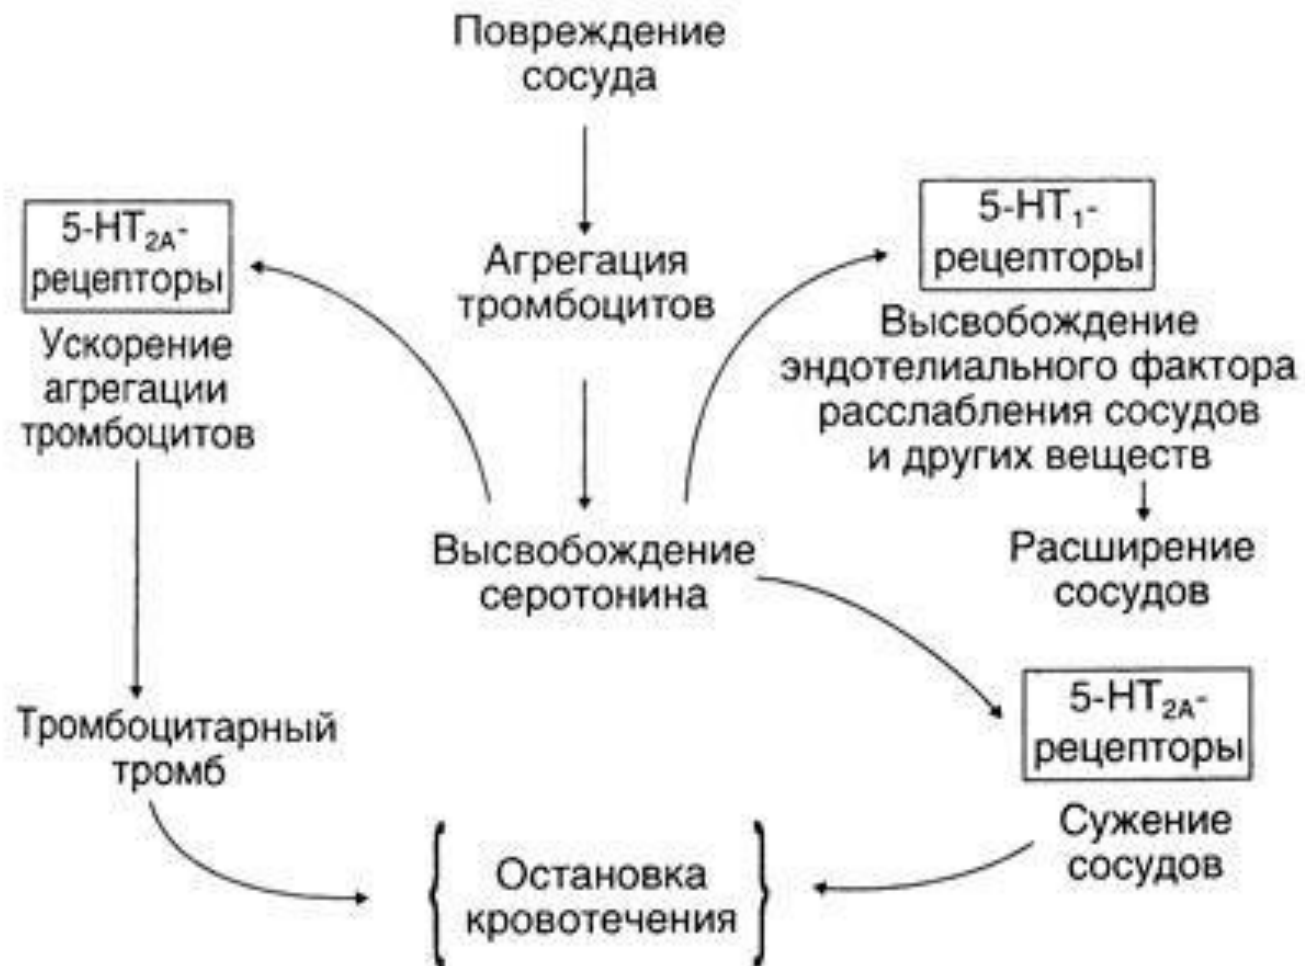 Повреждение
сосуда
5-HT₂ₐ-
рецепторы
Ускорение
агрегации
тромбоцитов
Агрегация
тромбоцитов
5-HT₁-
рецепторы
Высвобождение
эндотелиального фактора
расслабления сосудов
и других веществ
Расширение
сосудов
Высвобождение
серотонина
5-HT₂ₐ-
рецепторы
Сужение
сосудов
Тромбоцитарный
тромб
Остановка
кровотечения